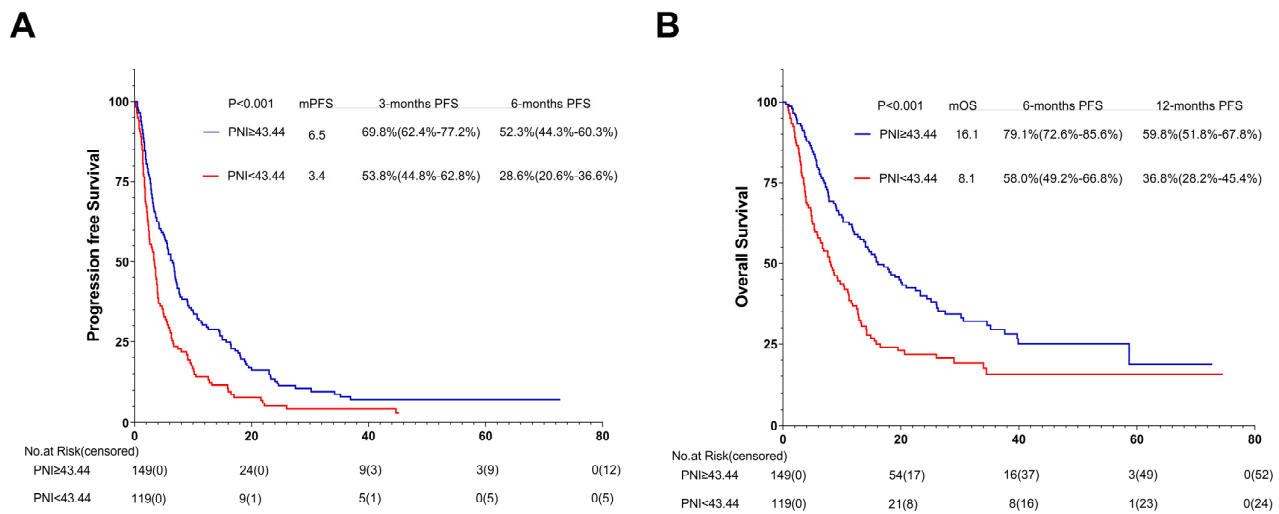 A
P<0.001 mPFS 3-months PFS 6-months PFS
PNI≥43.44 6.5 69.8%(62.4%-77.2%) 52.3%(44.3%-60.3%)
PNI<43.44 3.4 53.8%(44.8%-62.8%) 28.6%(20.6%-36.6%)
Progression free Survival
100
75
50
25
0
0 20 40 60 80
No.at Risk(censored)
PNI≥43.44 149(0) 24(0) 9(3) 3(9) 0(12)
PNI<43.44 119(0) 9(1) 5(1) 0(5) 0(5)
B
P<0.001 mOS 6-months PFS 12-months PFS
PNI≥43.44 16.1 79.1%(72.6%-85.6%) 59.8%(51.8%-67.8%)
PNI<43.44 8.1 58.0%(49.2%-66.8%) 36.8%(28.2%-45.4%)
Overall Survival
100
75
50
25
0
0 20 40 60 80
No.at Risk(censored)
PNI≥43.44 149(0) 54(17) 16(37) 3(49) 0(52)
PNI<43.44 119(0) 21(8) 8(16) 1(23) 0(24)